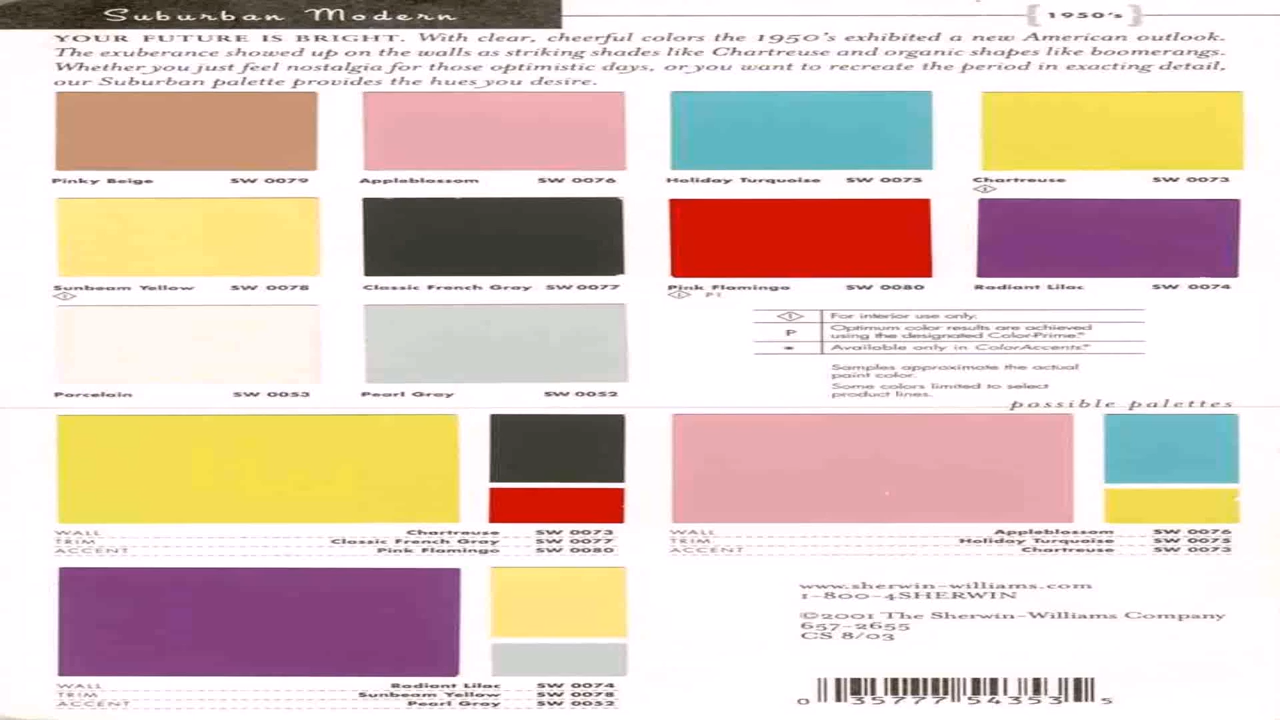 Suburban Modern
1950's
YOUR FUTURE IS BRIGHT. With clear, cheerful colors the 1950's exhibited a new American outlook.
The exuberance showed up on the walls as striking shades like Chartreuse and organic shapes like boomerangs.
Whether you just feel nostalgia for those optimistic days, or you want to recreate the period in exacting detail,
our Suburban palette provides the hues you desire.
Pinky Beige SW 0079
Appleblossom SW 0076
Holiday Turquoise SW 0075
Chartreuse SW 0073
I
Sunbeam Yellow SW 0078
I
Classic French Gray SW 0077
Pink Flamingo SW 0080
I P1
Radiant Lilac SW 0074
Porcelain SW 0053
Pearl Gray SW 0052
I For interior use only.
P Optimum color results are achieved
using the designated Color-Prime.®
* Available only in ColorAccents.®
Samples approximate the actual
paint color.
Some colors limited to select
product lines.
possible palettes
WALL Chartreuse SW 0073
TRIM Classic French Gray SW 0077
ACCENT Pink Flamingo SW 0080
WALL Appleblossom SW 0076
TRIM Holiday Turquoise SW 0075
ACCENT Chartreuse SW 0073
WALL Radiant Lilac SW 0074
TRIM Sunbeam Yellow SW 0078
ACCENT Pearl Gray SW 0052
www.sherwin-williams.com
1-800-4SHERWIN
©2001 The Sherwin-Williams Company
657-2655
CS 8/03
0 35777 54353 5